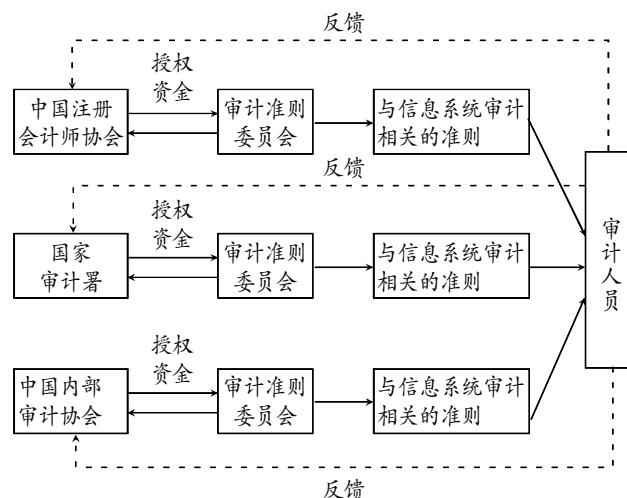 反馈
授权
资金
中国注册
会计师协会
审计准则
委员会
与信息系统审计
相关的准则
反馈
授权
资金
国家
审计署
审计准则
委员会
与信息系统审计
相关的准则
审计人员
授权
资金
中国内部
审计协会
审计准则
委员会
与信息系统审计
相关的准则
反馈